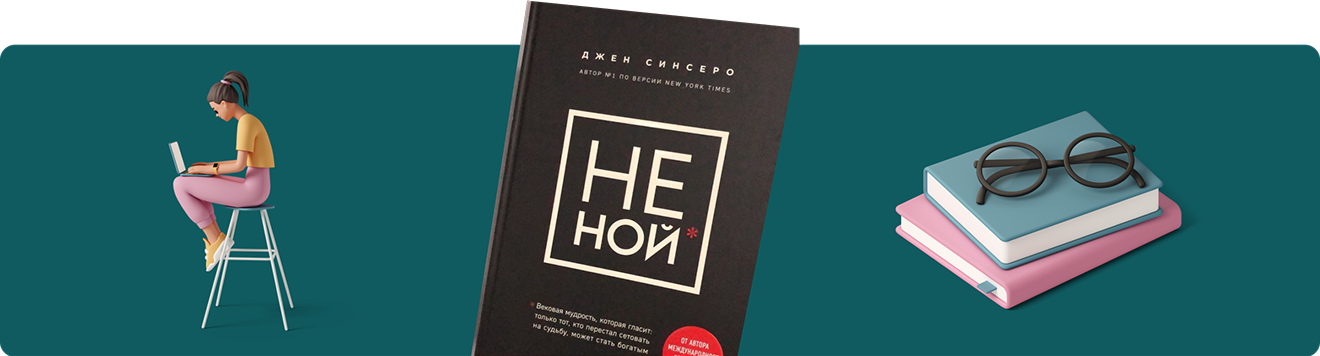 ДЖЕН СИНСЕРО
АВТОР №1 ПО ВЕРСИИ NEW YORK TIMES
НЕ
НОЙ*
* Вековая мудрость, которая гласит:
только тот, кто перестал сетовать
на судьбу, может стать богатым
ОТ АВТОРА
МЕЖДУНАРОДНОГО